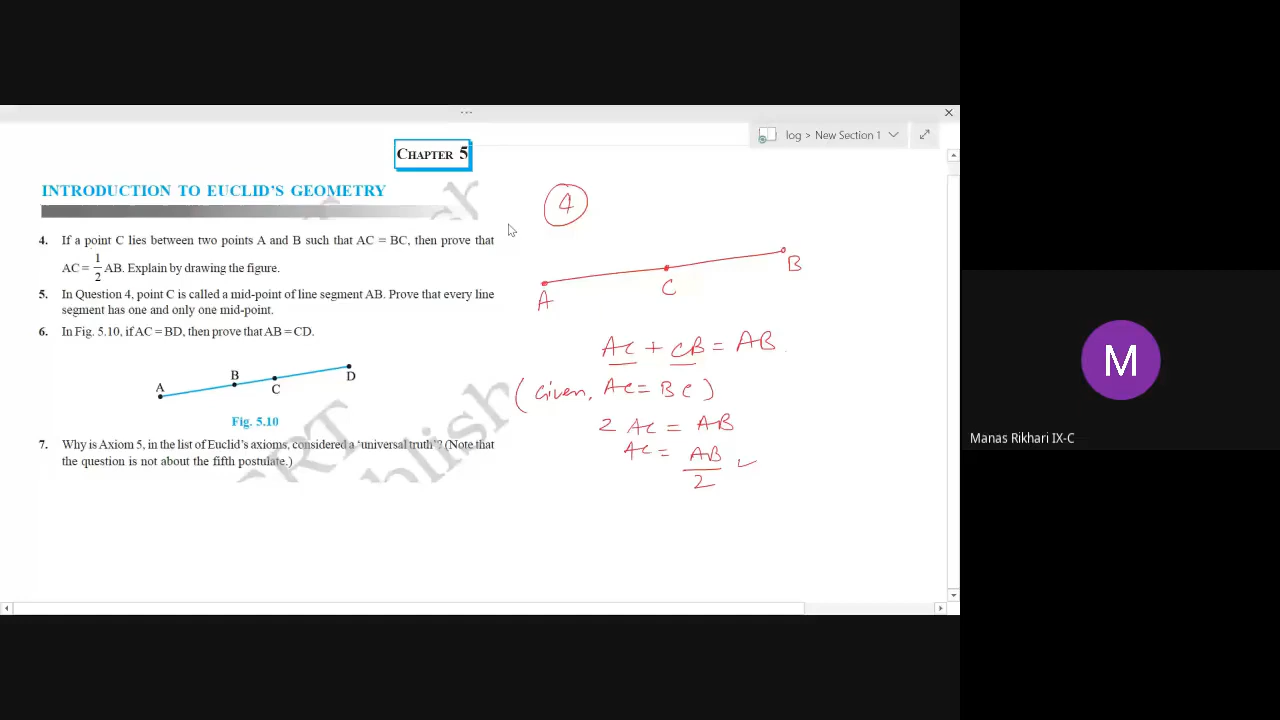 log > New Section 1
CHAPTER 5
INTRODUCTION TO EUCLID'S GEOMETRY
4. If a point C lies between two points A and B such that AC = BC, then prove that
AC = 1/2 AB. Explain by drawing the figure.
5. In Question 4, point C is called a mid-point of line segment AB. Prove that every line
segment has one and only one mid-point.
6. In Fig. 5.10, if AC = BD, then prove that AB = CD.
A B C D
Fig. 5.10
7. Why is Axiom 5, in the list of Euclid's axioms, considered a 'universal truth'? (Note that
the question is not about the fifth postulate.)
4
A C B
AC + CB = AB
(Given, AC = BC)
2 AC = AB
AC = AB/2
M
Manas Rikhari IX-C